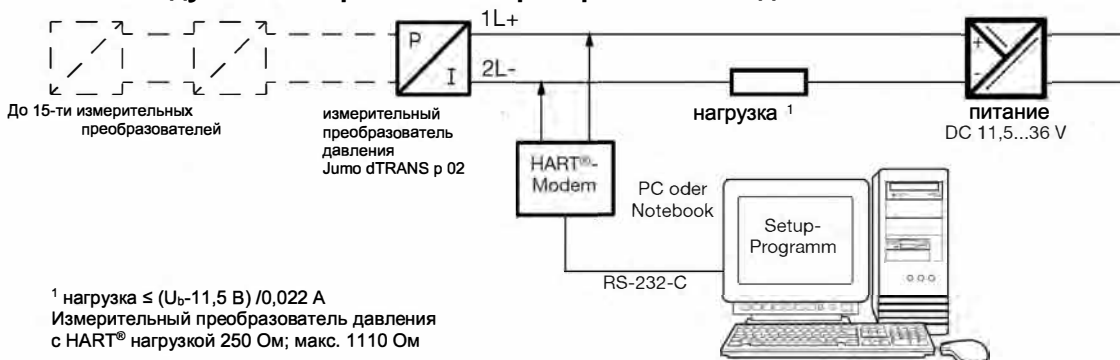 1L+
P
I
2L-
+
-
До 15-ти измерительных
преобразователей
измерительный
преобразователь
давления
Jumo dTRANS p 02
нагрузка ¹
питание
DC 11,5...36 V
HART®-
Modem
PC oder
Notebook
Setup-
Programm
RS-232-C
¹ нагрузка ≤ (Ub-11,5 В) /0,022 А
Измерительный преобразователь давления
с HART® нагрузкой 250 Ом; макс. 1110 Ом